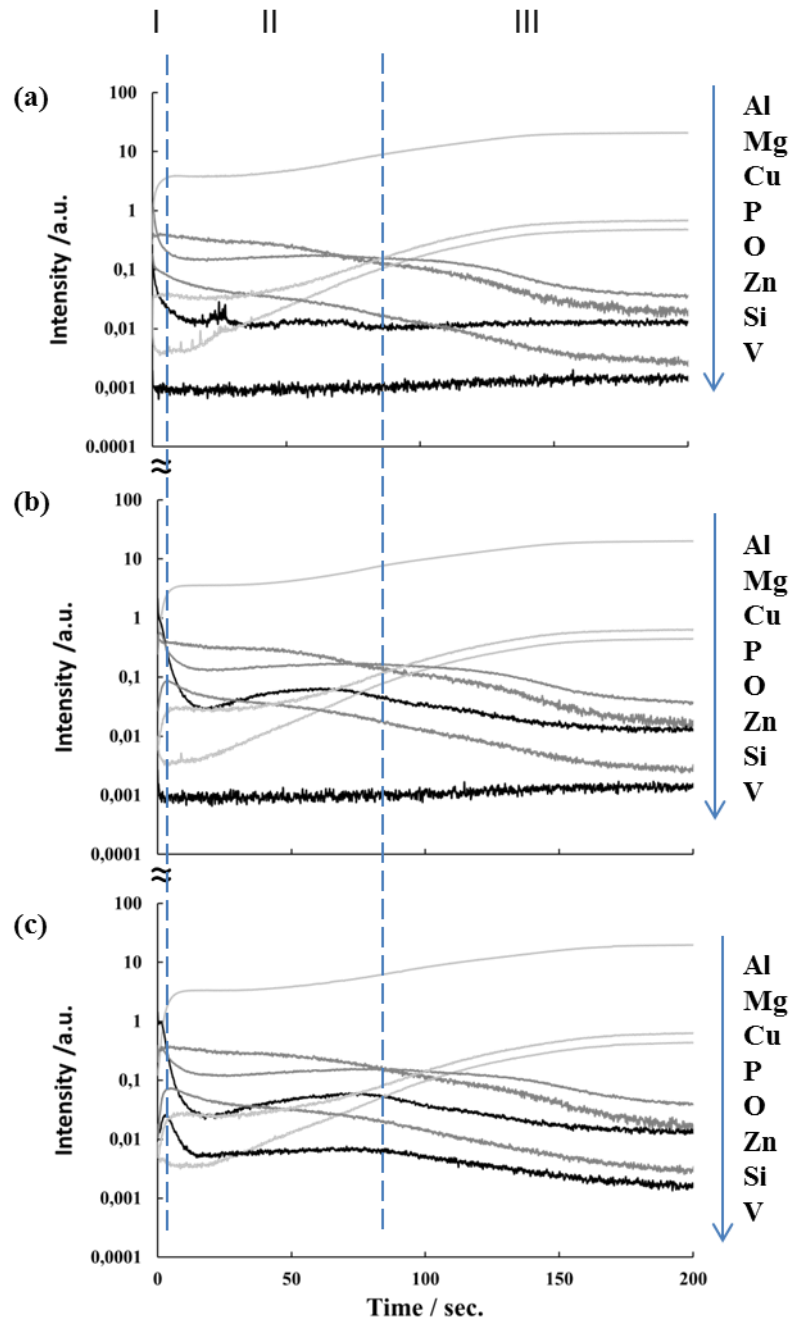 I II III
(a)
100
10
1
0,1
0,01
0,001
0.0001
Intensity /a.u.
Al
Mg
Cu
P
O
Zn
Si
V
≈
(b)
100
10
1
0,1
0,01
0,001
0,0001
Intensity /a.u.
Al
Mg
Cu
P
O
Zn
Si
V
≈
(c)
100
10
1
0,1
0,01
0,001
0,0001
Intensity /a.u.
Al
Mg
Cu
P
O
Zn
Si
V
0 50 100 150 200
Time / sec.